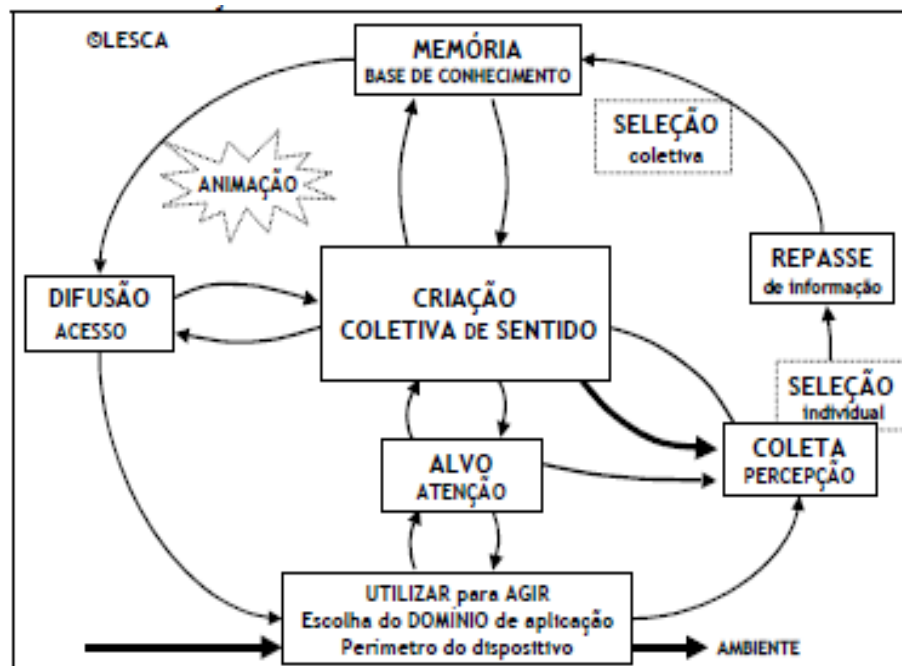 ©LESCA
MEMÓRIA
BASE DE CONHECIMENTO
SELEÇÃO
coletiva
ANIMAÇÃO
REPASSE
de informação
DIFUSÃO
ACESSO
CRIAÇÃO
COLETIVA DE SENTIDO
SELEÇÃO
individual
ALVO
ATENÇÃO
COLETA
PERCEPÇÃO
UTILIZAR para AGIR
Escolha do DOMÍNIO de aplicação
Perímetro do dispositivo
AMBIENTE